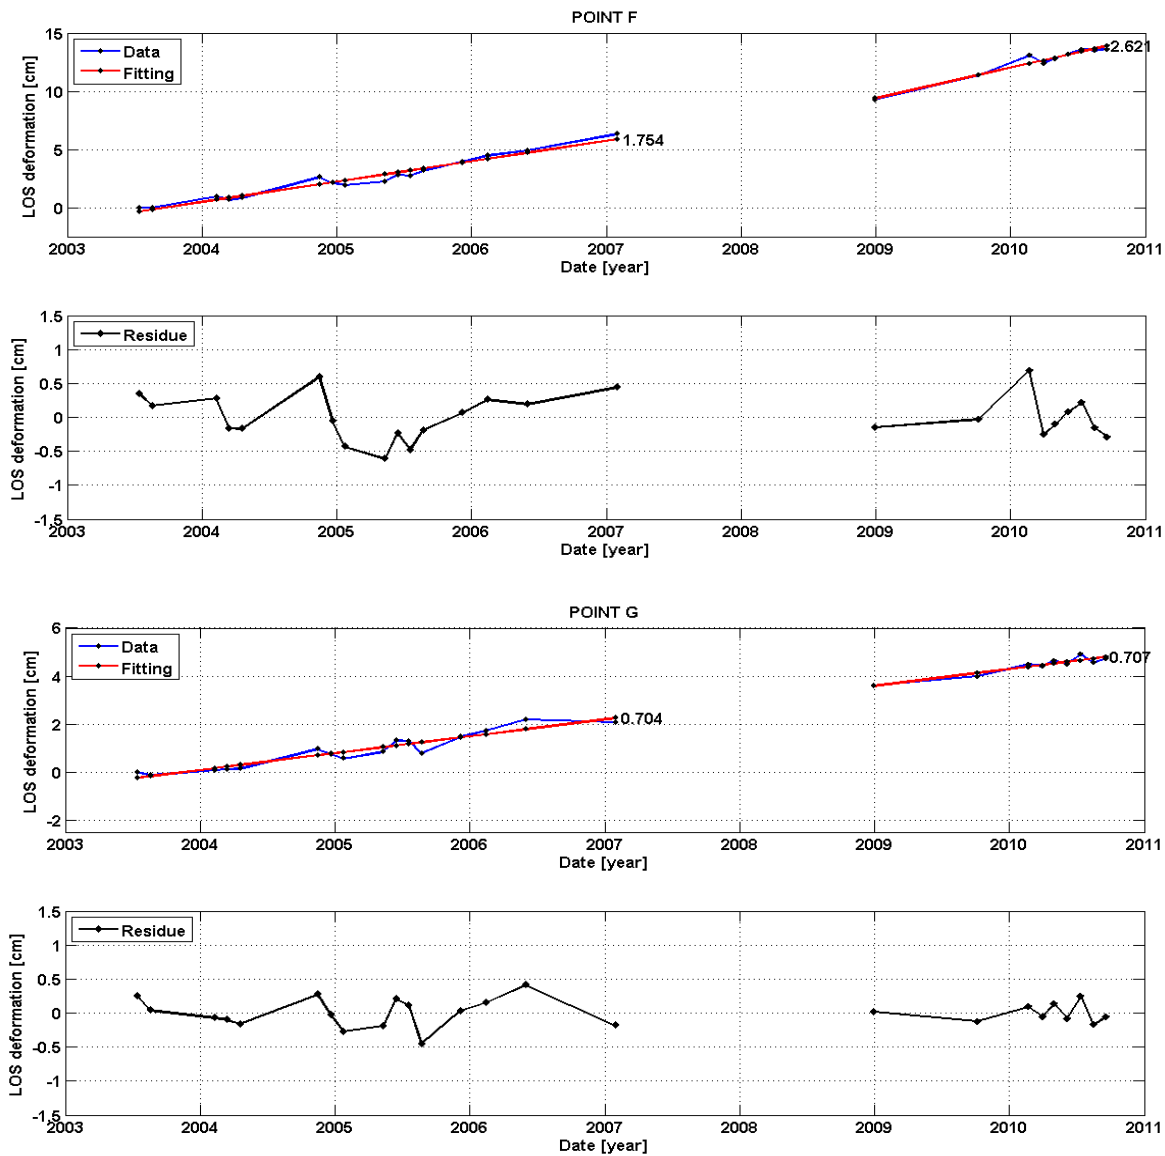 POINT F
LOS deformation [cm]
15
10
5
0
Data
Fitting
1.754
2.621
2003 2004 2005 2006 2007 2008 2009 2010 2011
Date [year]
LOS deformation [cm]
1.5
1
0.5
0
-0.5
-1
-1.5
Residue
2003 2004 2005 2006 2007 2008 2009 2010 2011
Date [year]
POINT G
LOS deformation [cm]
6
4
2
0
-2
Data
Fitting
0.704
0.707
2003 2004 2005 2006 2007 2008 2009 2010 2011
Date [year]
LOS deformation [cm]
1.5
1
0.5
0
-0.5
-1
-1.5
Residue
2003 2004 2005 2006 2007 2008 2009 2010 2011
Date [year]